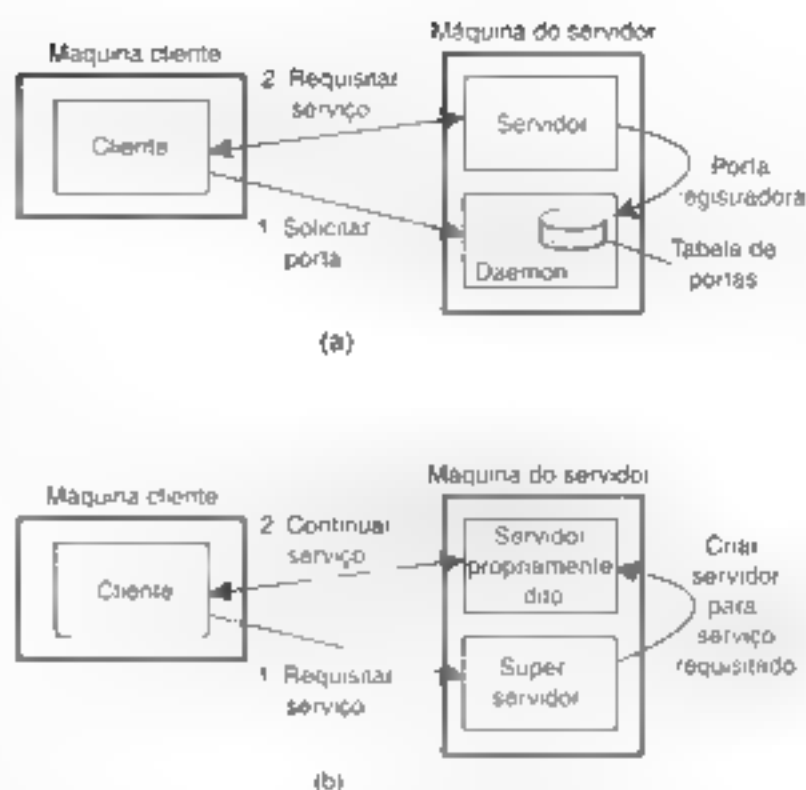 Máquina cliente
Máquina do servidor
2 Requisitar
serviço
Cliente
Servidor
Porta
registradora
1 Solicitar
porta
Daemon
Tabela de
portas
(a)
Máquina cliente
Máquina do servidor
2 Continuar
serviço
Cliente
Servidor
propriamente
dito
Criar
servidor
para
serviço
requisitado
1 Requisitar
serviço
Super
servidor
(b)